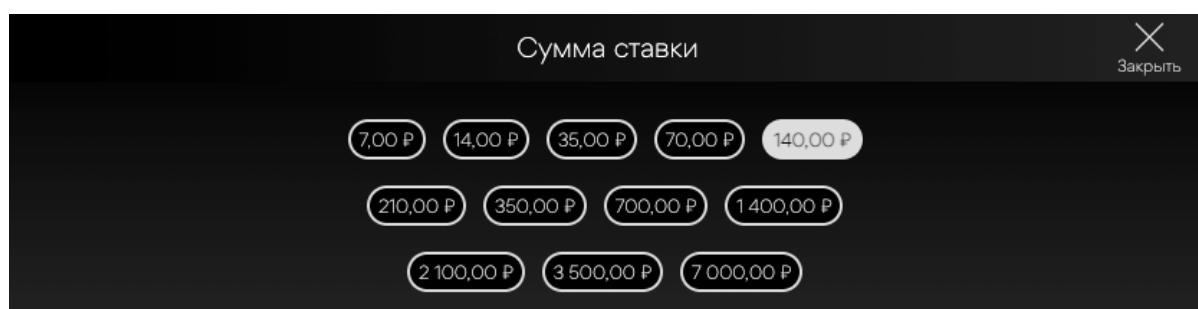 Сумма ставки
Закрыть
7,00 ₽ 14,00 ₽ 35,00 ₽ 70,00 ₽ 140,00 ₽
210,00 ₽ 350,00 ₽ 700,00 ₽ 1 400,00 ₽
2 100,00 ₽ 3 500,00 ₽ 7 000,00 ₽